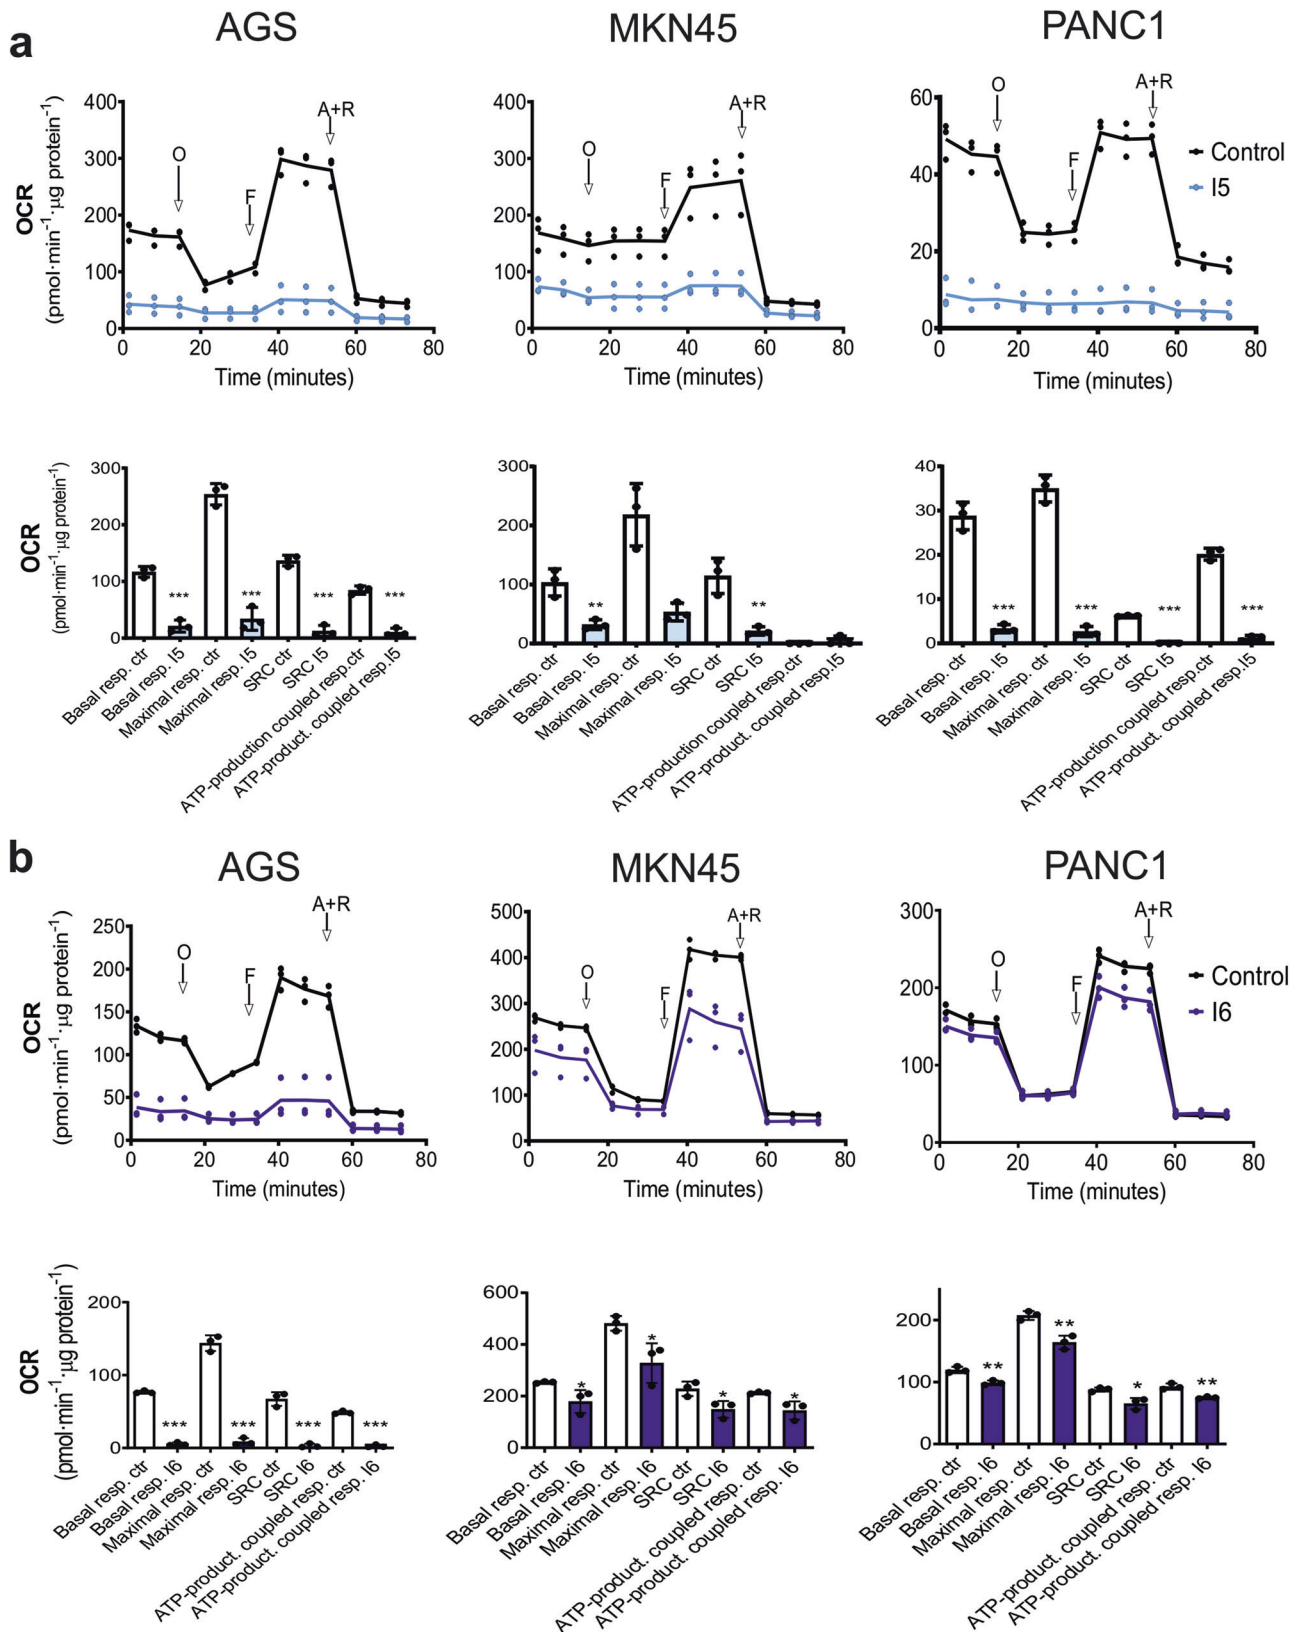 a
AGS
MKN45
PANC1
OCR
(pmol·min⁻¹·µg protein⁻¹)
400
300
200
100
0
0 20 40 60 80
O
F
A+R
Time (minutes)
400
300
200
100
0
0 20 40 60 80
O
F
A+R
Time (minutes)
60
40
20
0
0 20 40 60 80
O
F
A+R
Time (minutes)
Control
I5
OCR
(pmol·min⁻¹·µg protein⁻¹)
300
200
100
0
*** *** *** ***
Basal resp. ctr
Basal resp. I5
Maximal resp. ctr
Maximal resp. I5
SRC ctr
SRC I5
ATP-production coupled resp.ctr
ATP-product. coupled resp.I5
300
200
100
0
** **
Basal resp. ctr
Basal resp. I5
Maximal resp. ctr
Maximal resp. I5
SRC ctr
SRC I5
ATP-production coupled resp.ctr
ATP-product. coupled resp.I5
40
30
20
10
0
*** *** *** ***
Basal resp. ctr
Basal resp. I5
Maximal resp. ctr
Maximal resp. I5
SRC ctr
SRC I5
ATP-production coupled resp.ctr
ATP-product. coupled resp.I5
b
AGS
MKN45
PANC1
OCR
(pmol·min⁻¹·µg protein⁻¹)
250
200
150
100
50
0
0 20 40 60 80
O
F
A+R
Time (minutes)
500
400
300
200
100
0
0 20 40 60 80
O
F
A+R
Time (minutes)
300
200
100
0
0 20 40 60 80
O
F
A+R
Time (minutes)
Control
I6
OCR
(pmol·min⁻¹·µg protein⁻¹)
200
100
0
*** *** *** ***
Basal resp. ctr
Basal resp. I6
Maximal resp. ctr
Maximal resp. I6
SRC ctr
SRC I6
ATP-product. coupled resp. ctr
ATP-product. coupled resp. I6
600
400
200
0
* * * *
Basal resp. ctr
Basal resp. I6
Maximal resp. ctr
Maximal resp. I6
SRC ctr
SRC I6
ATP-product. coupled resp. ctr
ATP-product. coupled resp. I6
200
100
0
** ** * **
Basal resp. ctr
Basal resp. I6
Maximal resp. ctr
Maximal resp. I6
SRC ctr
SRC I6
ATP-product. coupled resp. ctr
ATP-product. coupled resp. I6